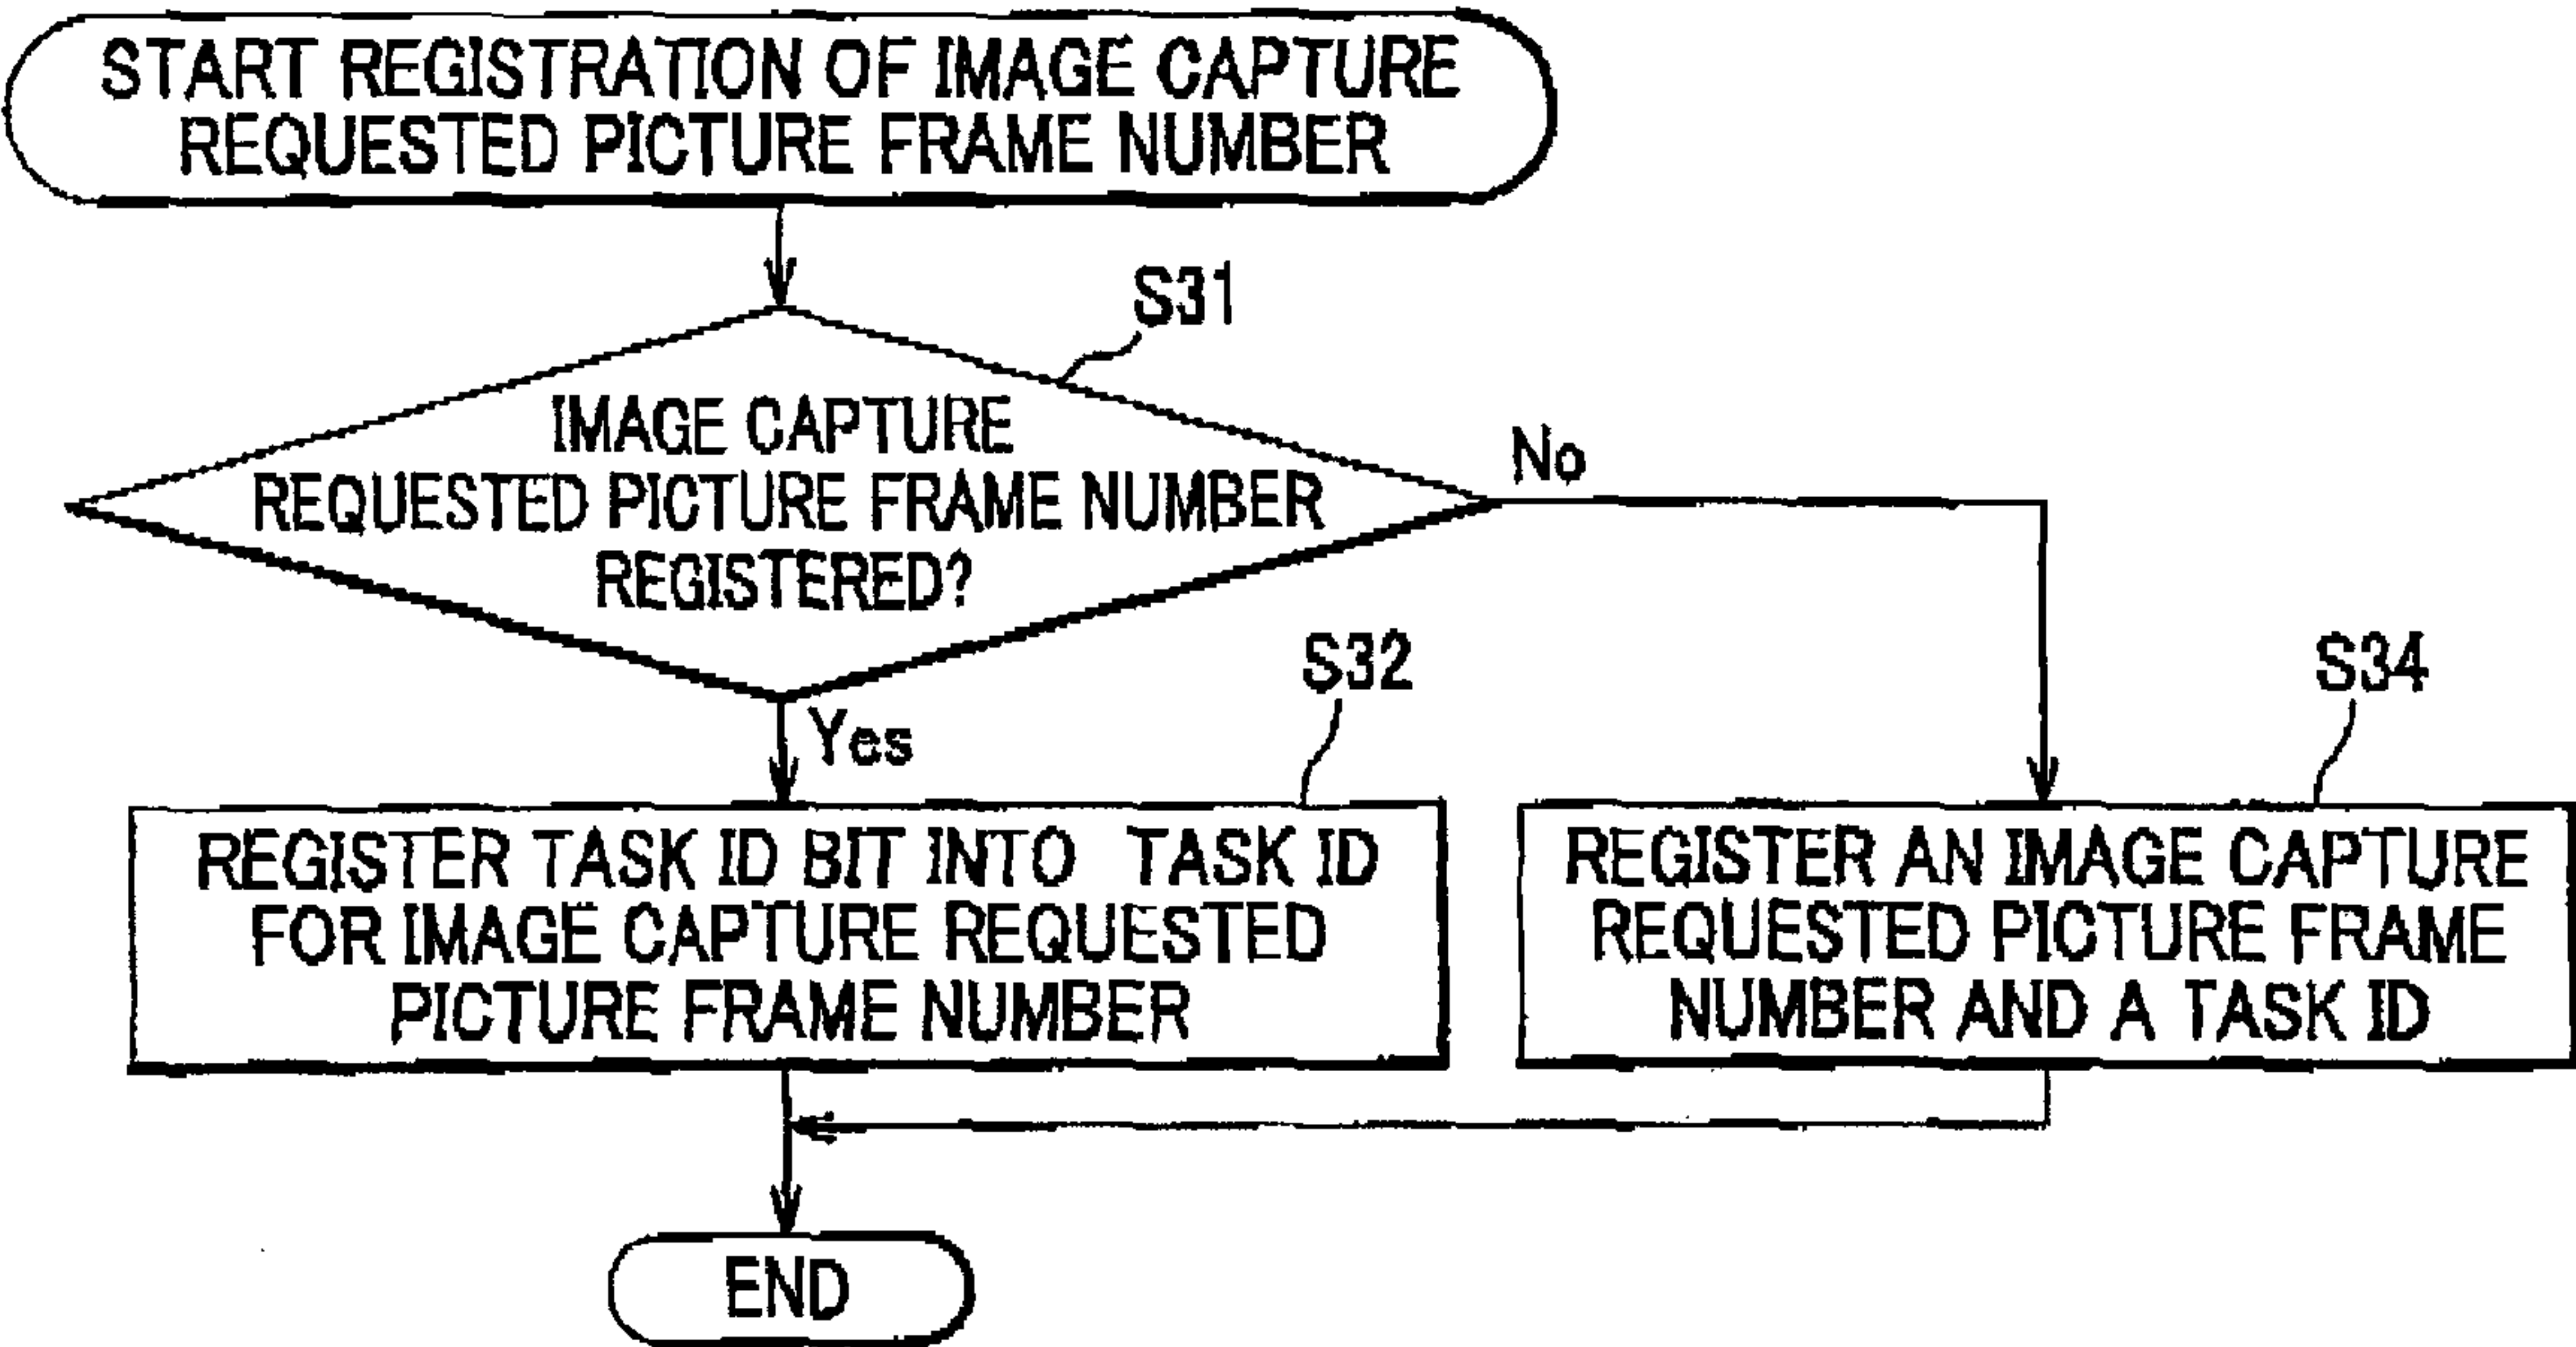 START REGISTRATION OF IMAGE CAPTURE
REQUESTED PICTURE FRAME NUMBER
S31
IMAGE CAPTURE
REQUESTED PICTURE FRAME NUMBER
REGISTERED?
No
Yes
S32
REGISTER TASK ID BIT INTO TASK ID
FOR IMAGE CAPTURE REQUESTED
PICTURE FRAME NUMBER
S34
REGISTER AN IMAGE CAPTURE
REQUESTED PICTURE FRAME
NUMBER AND A TASK ID
END